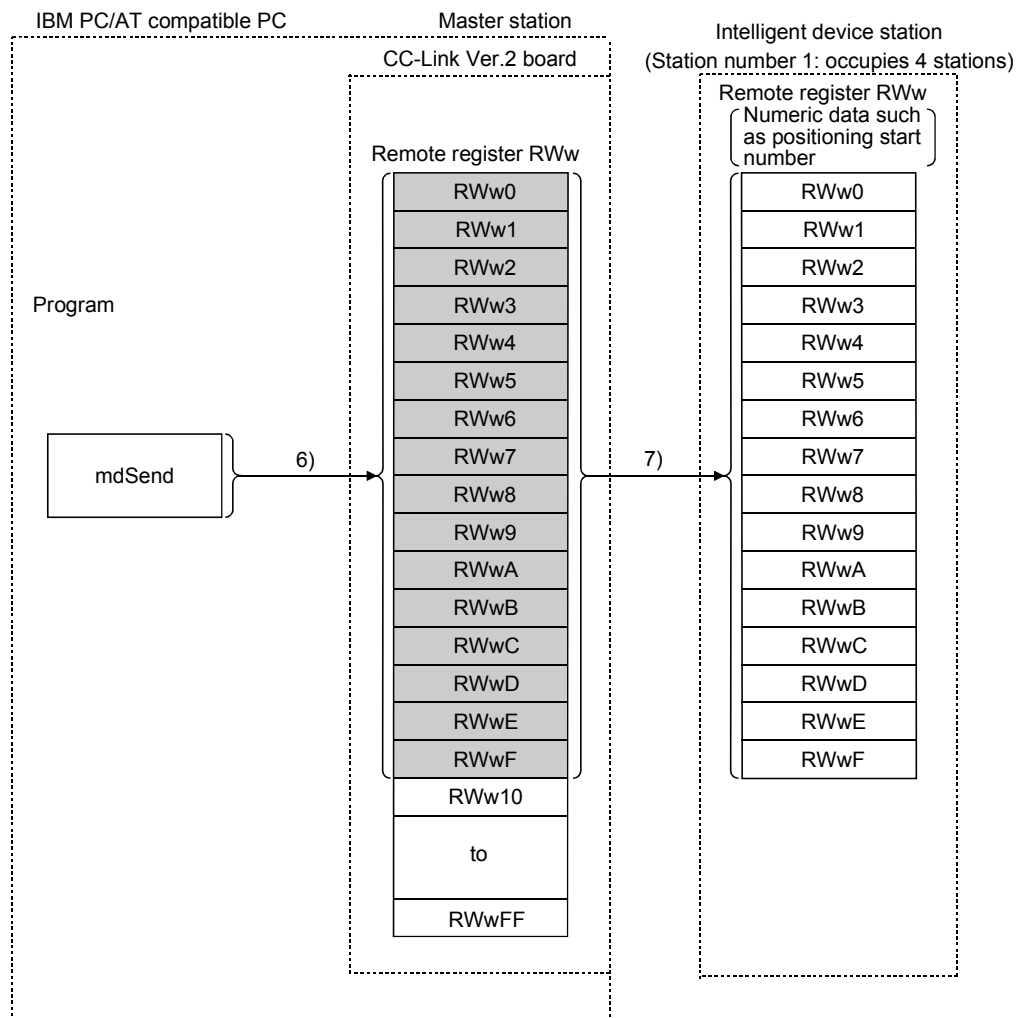 IBM PC/AT compatible PC
Master station
CC-Link Ver.2 board
Intelligent device station
(Station number 1: occupies 4 stations)
Remote register RWw
Numeric data such
as positioning start
number
Program
mdSend
6)
Remote register RWw
RWw0
RWw1
RWw2
RWw3
RWw4
RWw5
RWw6
RWw7
RWw8
RWw9
RWwA
RWwB
RWwC
RWwD
RWwE
RWwF
RWw10
to
RWwFF
7)
RWw0
RWw1
RWw2
RWw3
RWw4
RWw5
RWw6
RWw7
RWw8
RWw9
RWwA
RWwB
RWwC
RWwD
RWwE
RWwF